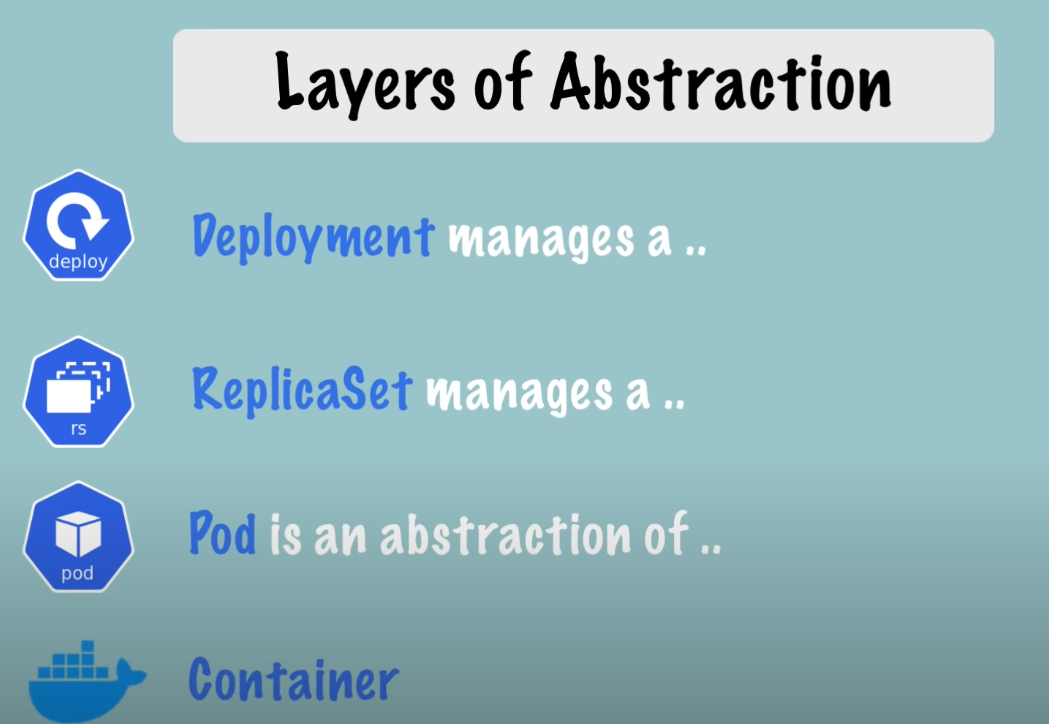 Layers of Abstraction
deploy
Deployment manages a ..
rs
ReplicaSet manages a ..
pod
Pod is an abstraction of ..
Container